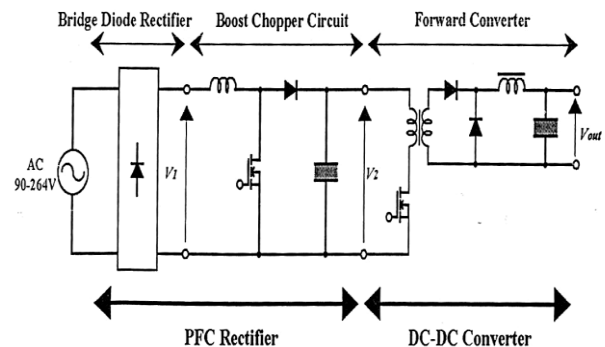 Bridge Diode Rectifier
Boost Chopper Circuit
Forward Converter
AC
90-264V
V1
V2
Vout
PFC Rectifier
DC-DC Converter